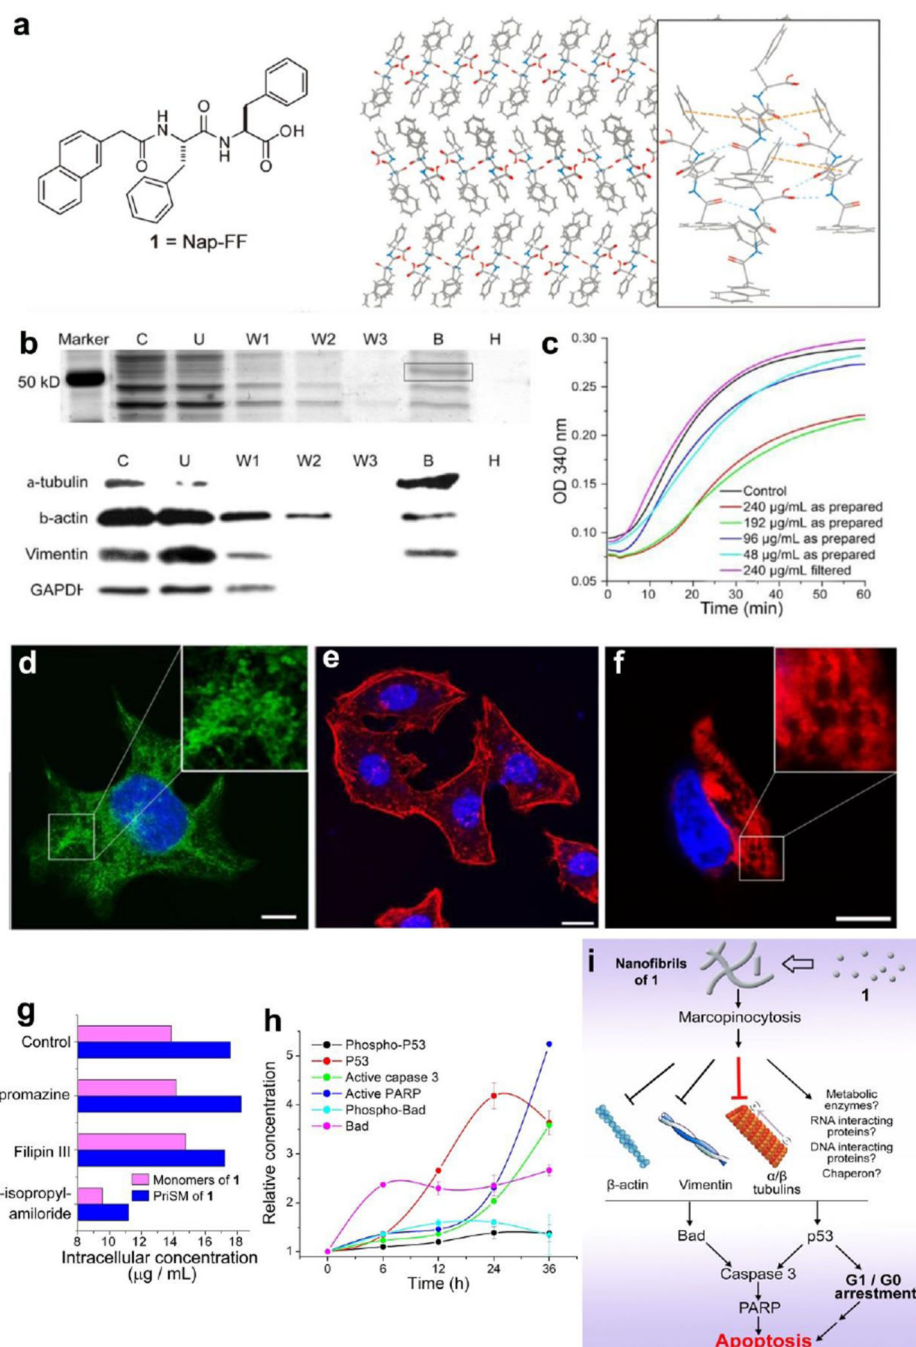 a
N
H
O
O
N
H
O
OH
1 = Nap-FF
b
Marker C U W1 W2 W3 B H
50 kD
C U W1 W2 W3 B H
a-tubulin
b-actin
Vimentin
GAPDH
c
0.30
0.25
0.20
0.15
0.10
0.05
OD 340 nm
Control
240 µg/mL as prepared
192 µg/mL as prepared
96 µg/mL as prepared
48 µg/mL as prepared
240 µg/mL filtered
0 10 20 30 40 50 60
Time (min)
d
e
f
g
Control
promazine
Filipin III
-isopropyl-
amiloride
Monomers of 1
PriSM of 1
8 10 12 14 16 18
Intracellular concentration
(µg / mL)
h
Relative concentration
5
4
3
2
1
Phospho-P53
P53
Active capase 3
Active PARP
Phospho-Bad
Bad
0 6 12 24 36
Time (h)
i
Nanofibrils
of 1
1
Marcopinocytosis
β-actin
Vimentin
α/β
tubulins
Metabolic
enzymes?
RNA interacting
proteins?
DNA interacting
proteins?
Chaperon?
Bad
p53
Caspase 3
G1 / G0
arrestment
PARP
Apoptosis